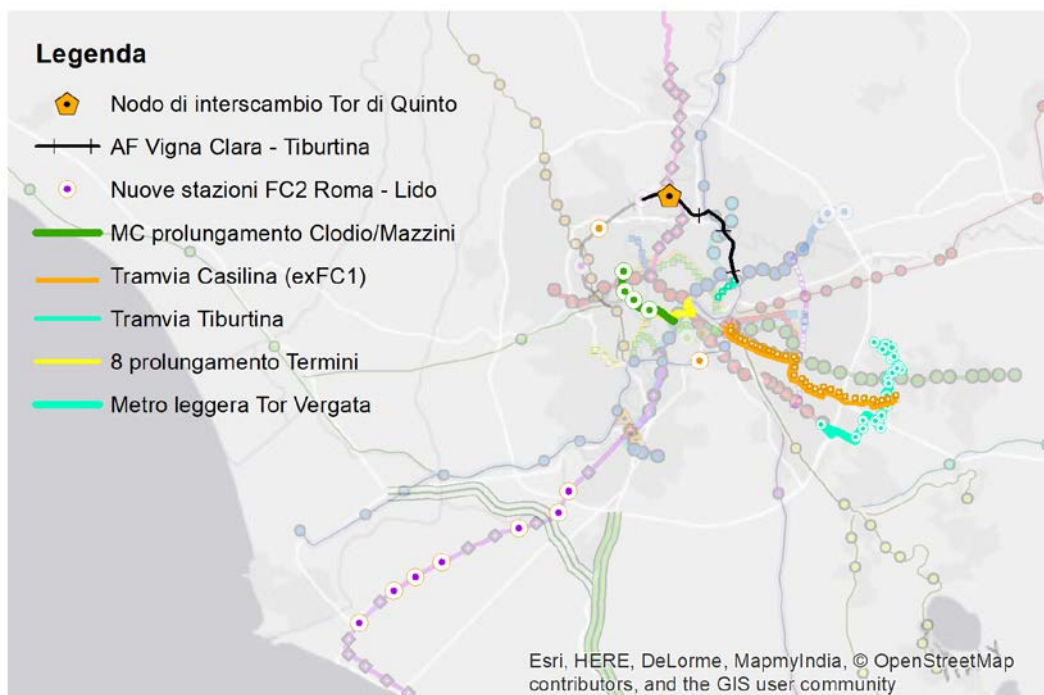 Legenda
Nodo di interscambio Tor di Quinto
AF Vigna Clara - Tiburtina
Nuove stazioni FC2 Roma - Lido
MC prolungamento Clodio/Mazzini
Tramvia Casilina (exFC1)
Tramvia Tiburtina
8 prolungamento Termini
Metro leggera Tor Vergata
Esri, HERE, DeLorme, MapmyIndia, © OpenStreetMap
contributors, and the GIS user community